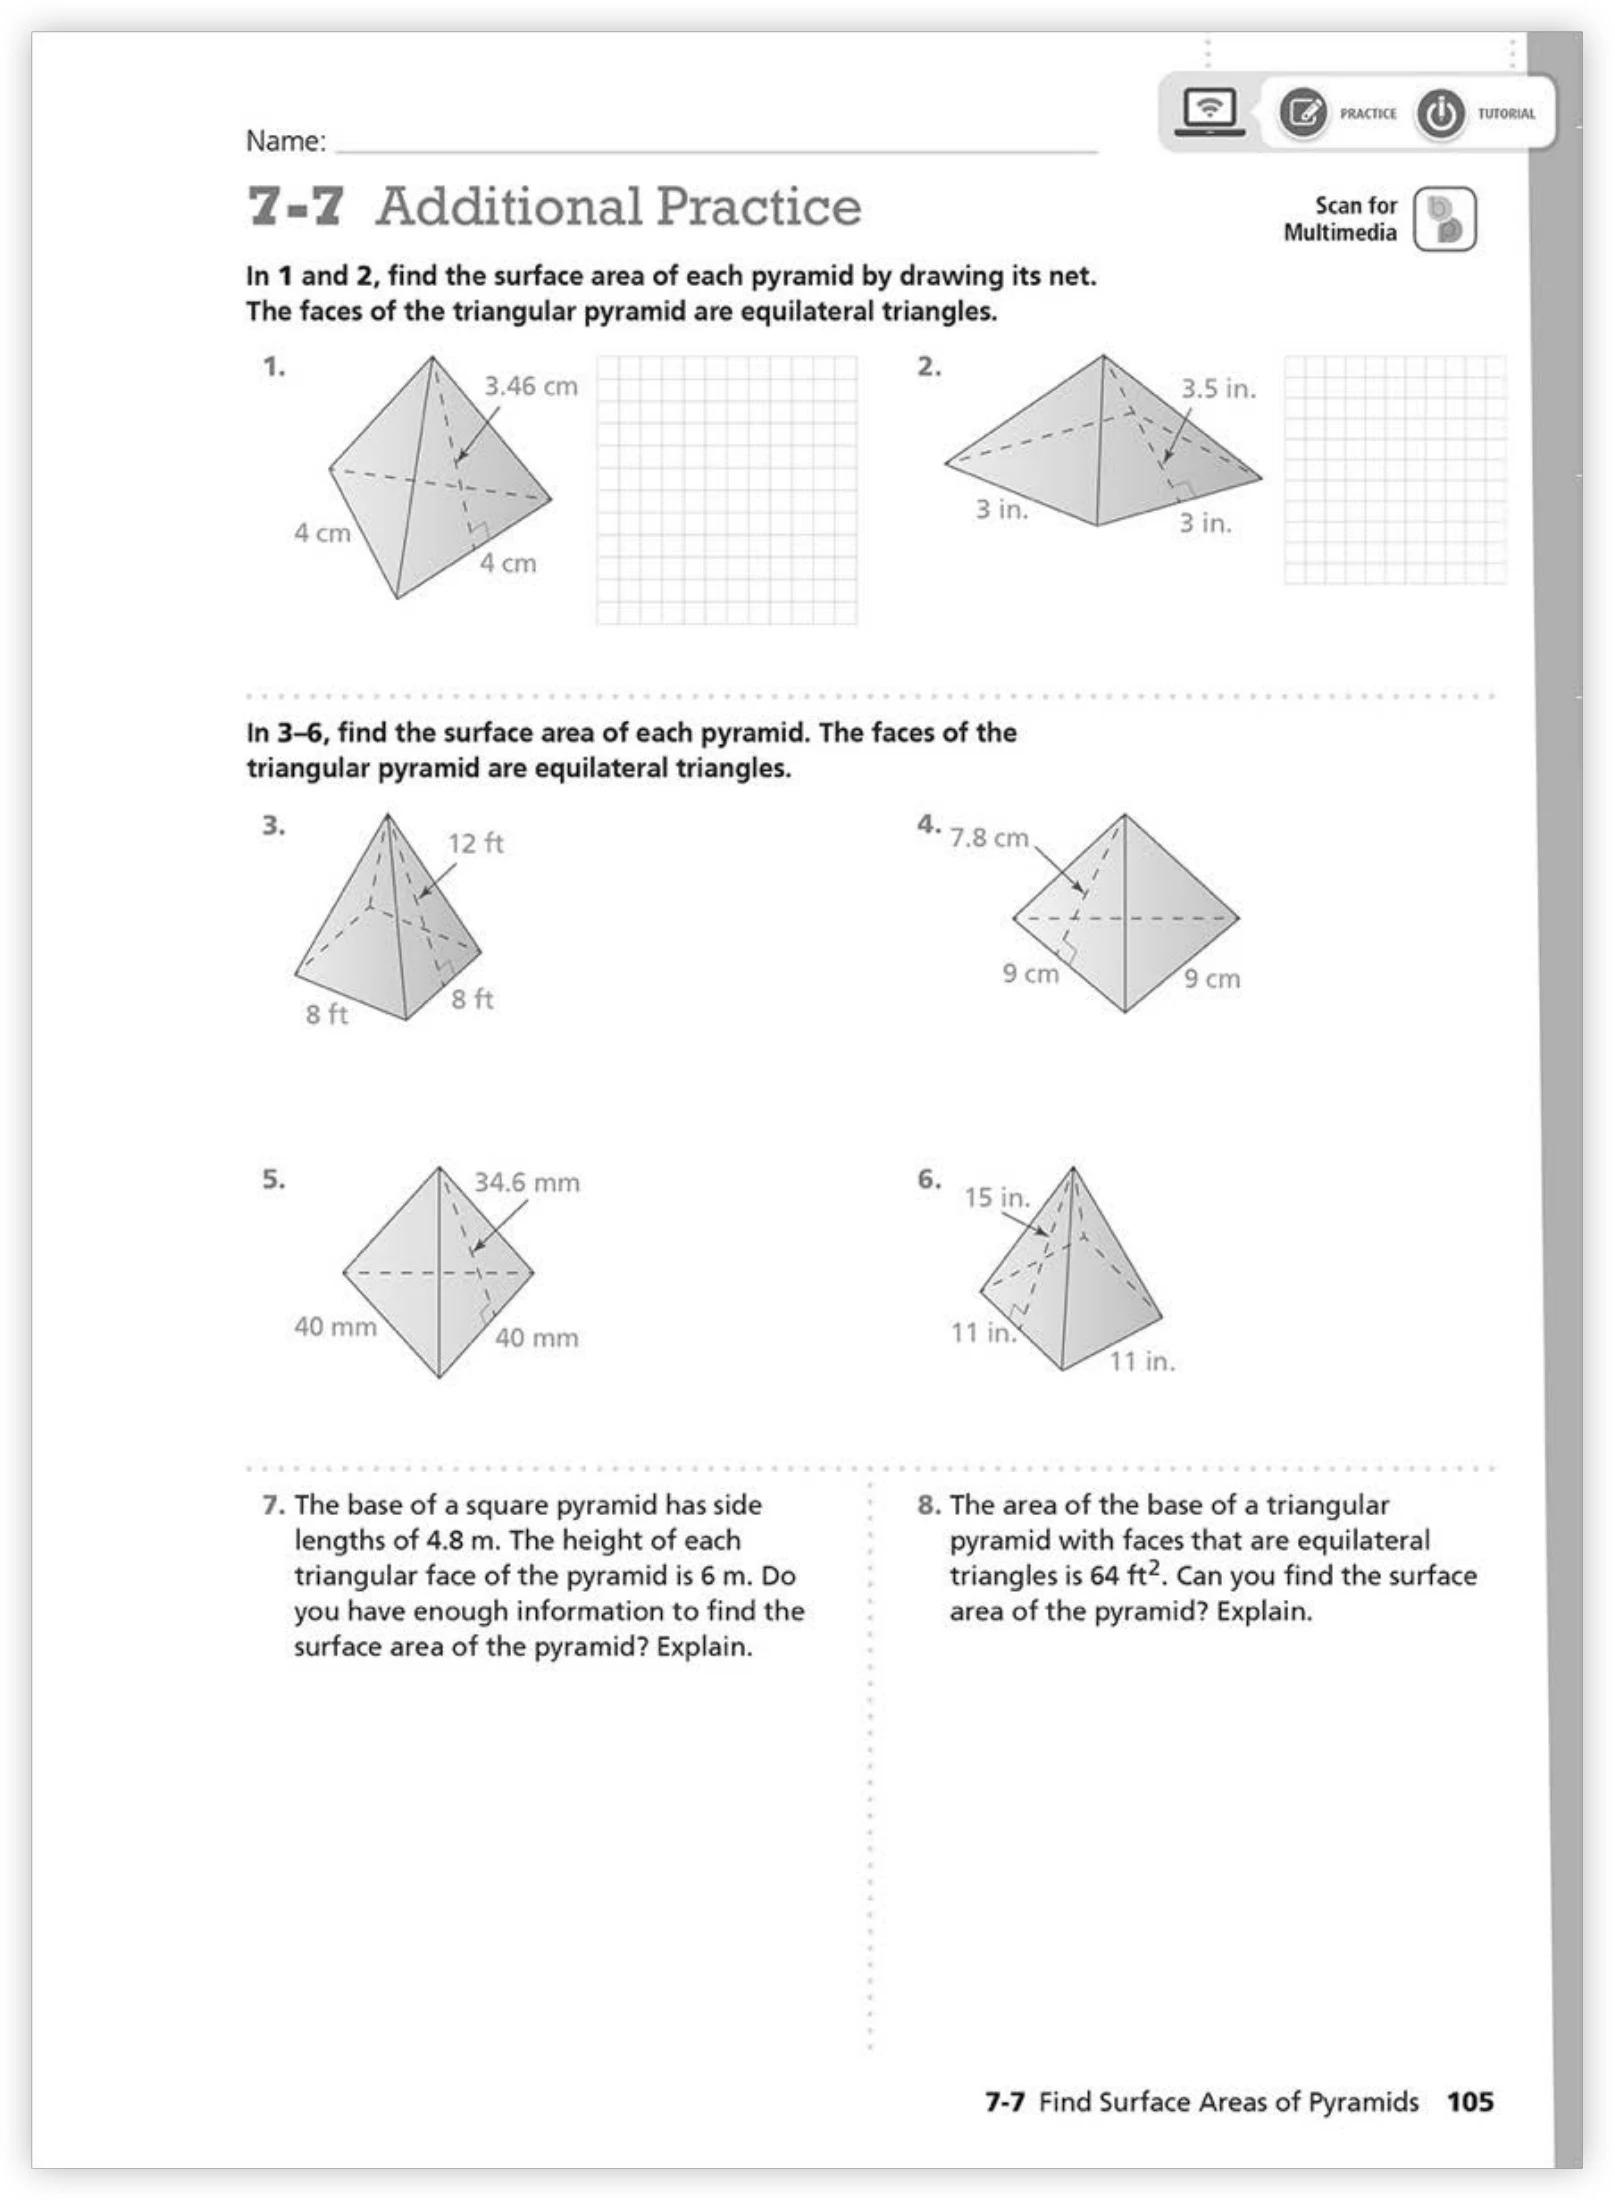 PRACTICE
TUTORIAL
Name:
7-7 Additional Practice
Scan for
Multimedia
In 1 and 2, find the surface area of each pyramid by drawing its net.
The faces of the triangular pyramid are equilateral triangles.
1.
3.46 cm
4 cm
4 cm
2.
3.5 in.
3 in.
3 in.
In 3–6, find the surface area of each pyramid. The faces of the
triangular pyramid are equilateral triangles.
3.
12 ft
8 ft
8 ft
4.
7.8 cm
9 cm
9 cm
5.
34.6 mm
40 mm
40 mm
6.
15 in.
11 in.
11 in.
7. The base of a square pyramid has side
lengths of 4.8 m. The height of each
triangular face of the pyramid is 6 m. Do
you have enough information to find the
surface area of the pyramid? Explain.
8. The area of the base of a triangular
pyramid with faces that are equilateral
triangles is 64 ft². Can you find the surface
area of the pyramid? Explain.
7-7 Find Surface Areas of Pyramids 105